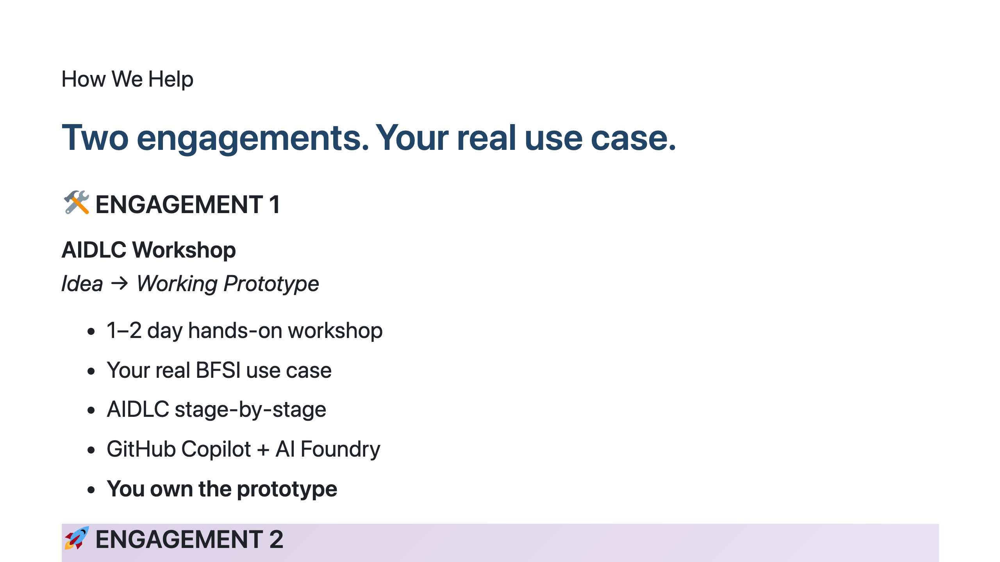 How We Help
Two engagements. Your real use case.
🛠 ENGAGEMENT 1
AIDLC Workshop
Idea → Working Prototype
• 1–2 day hands-on workshop
• Your real BFSI use case
• AIDLC stage-by-stage
• GitHub Copilot + AI Foundry
• You own the prototype
🚀 ENGAGEMENT 2